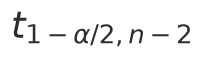 t₁ ₋ α/₂, ₙ ₋ ₂